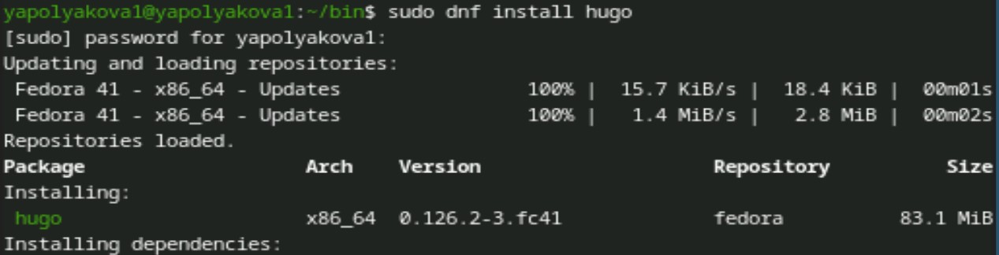 yapolyakova1@yapolyakova1:~/bin$ sudo dnf install hugo
[sudo] password for yapolyakova1:
Updating and loading repositories:
 Fedora 41 - x86_64 - Updates                100% |  15.7 KiB/s |  18.4 KiB |  00m01s
 Fedora 41 - x86_64 - Updates                100% |   1.4 MiB/s |   2.8 MiB |  00m02s
Repositories loaded.
Package                   Arch    Version                    Repository          Size
Installing:
 hugo                     x86_64  0.126.2-3.fc41             fedora          83.1 MiB
Installing dependencies: